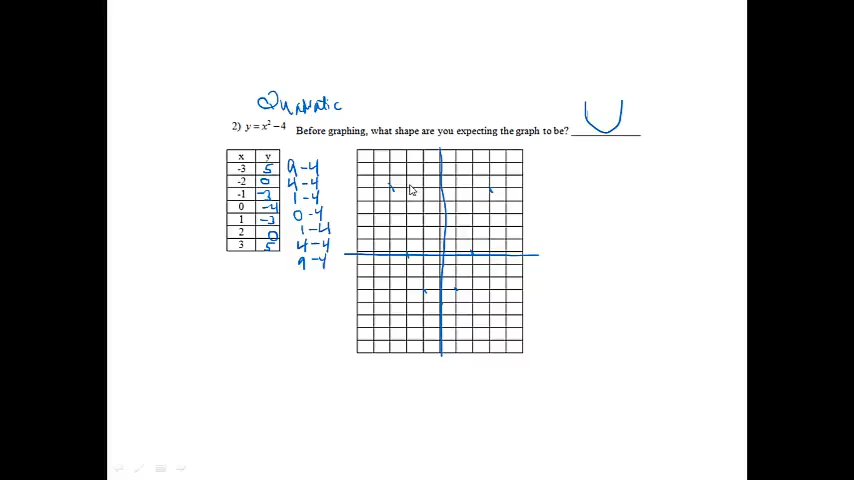 Quadratic
2) y = x² − 4 Before graphing, what shape are you expecting the graph to be? ____________
x y
-3 5 9-4
-2 0 4-4
-1 -3 1-4
0 -4 0-4
1 -3 1-4
2 0 4-4
3 5 9-4